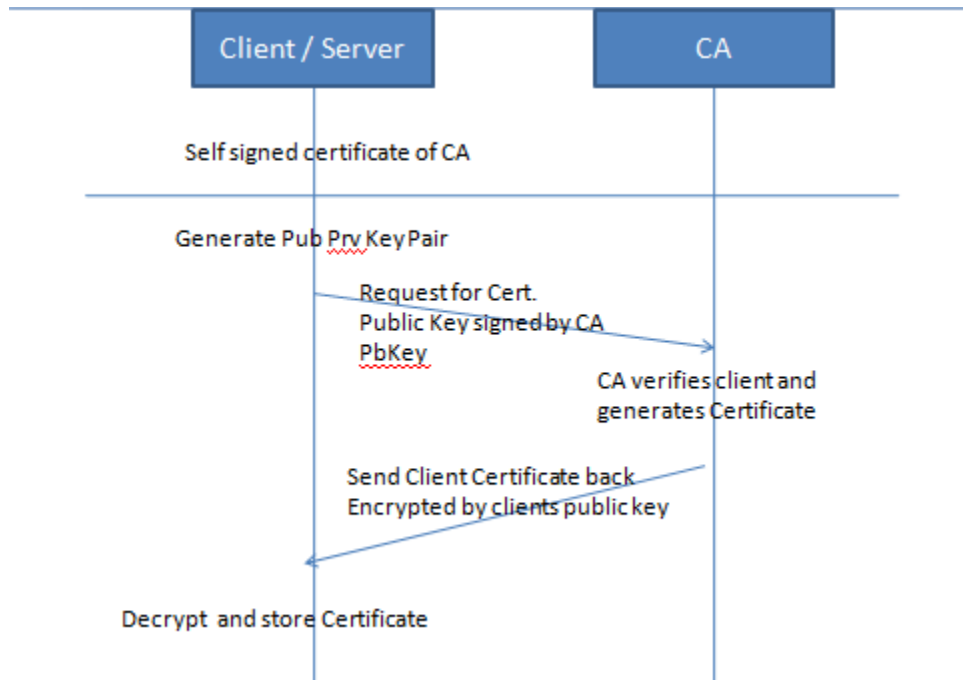 Client / Server
CA
Self signed certificate of CA
Generate Pub Prv Key Pair
Request for Cert.
Public Key signed by CA
PbKey
CA verifies client and
generates Certificate
Send Client Certificate back
Encrypted by clients public key
Decrypt and store Certificate